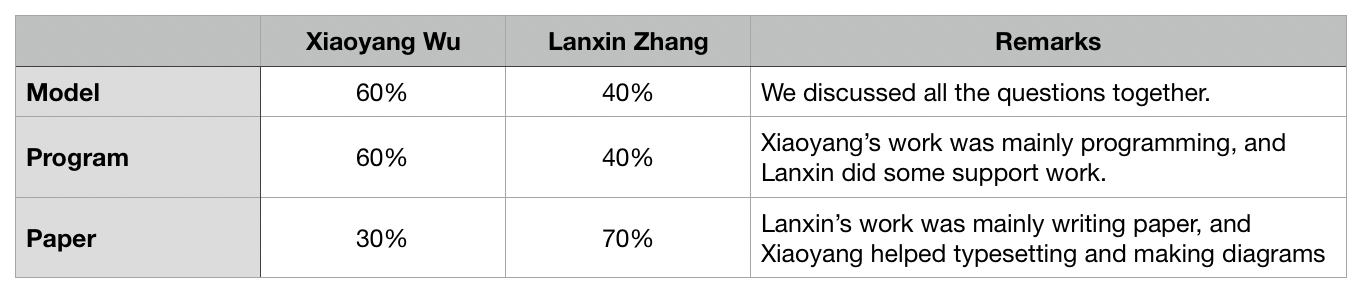 Xiaoyang Wu Lanxin Zhang Remarks
Model 60% 40% We discussed all the questions together.
Program 60% 40% Xiaoyang’s work was mainly programming, and
Lanxin did some support work.
Paper 30% 70% Lanxin’s work was mainly writing paper, and
Xiaoyang helped typesetting and making diagrams